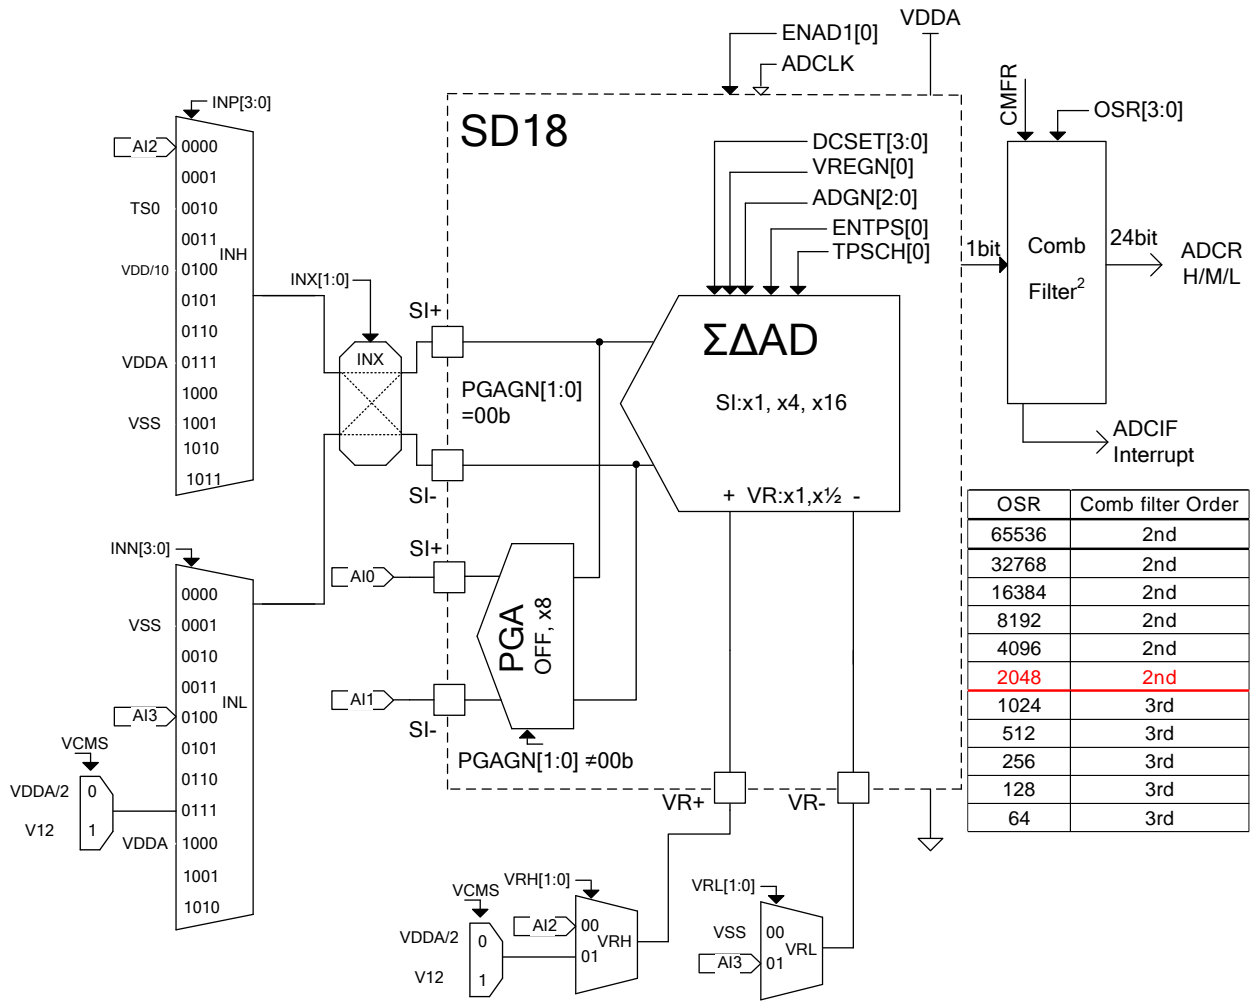 ENAD1[0]
VDDA
ADCLK
INP[3:0]
CMFR
OSR[3:0]
SD18
AI2
0000
0001
TS0
0010
0011
INH
VDD/10
0100
0101
0110
VDDA
0111
1000
VSS
1001
1010
1011
DCSET[3:0]
VREGN[0]
ADGN[2:0]
ENTPS[0]
TPSCH[0]
1bit
Comb
Filter2
24bit
ADCR
H/M/L
INX[1:0]
INX
SI+
PGAGN[1:0]
=00b
SI-
ΣΔAD
SI:x1, x4, x16
+ VR:x1,x½ -
ADCIF
Interrupt
INN[3:0]
0000
VSS
0001
0010
0011
INL
AI3
0100
0101
0110
0111
VDDA
1000
1001
1010
VCMS
VDDA/2
0
V12
1
SI+
AI0
AI1
SI-
PGA
OFF, x8
PGAGN[1:0] ≠00b
VR+
VR-
OSR Comb filter Order
65536 2nd
32768 2nd
16384 2nd
8192 2nd
4096 2nd
2048 2nd
1024 3rd
512 3rd
256 3rd
128 3rd
64 3rd
VCMS
VDDA/2
0
V12
1
VRH[1:0]
AI2
00
VRH
01
VRL[1:0]
VSS
00
VRL
AI3
01